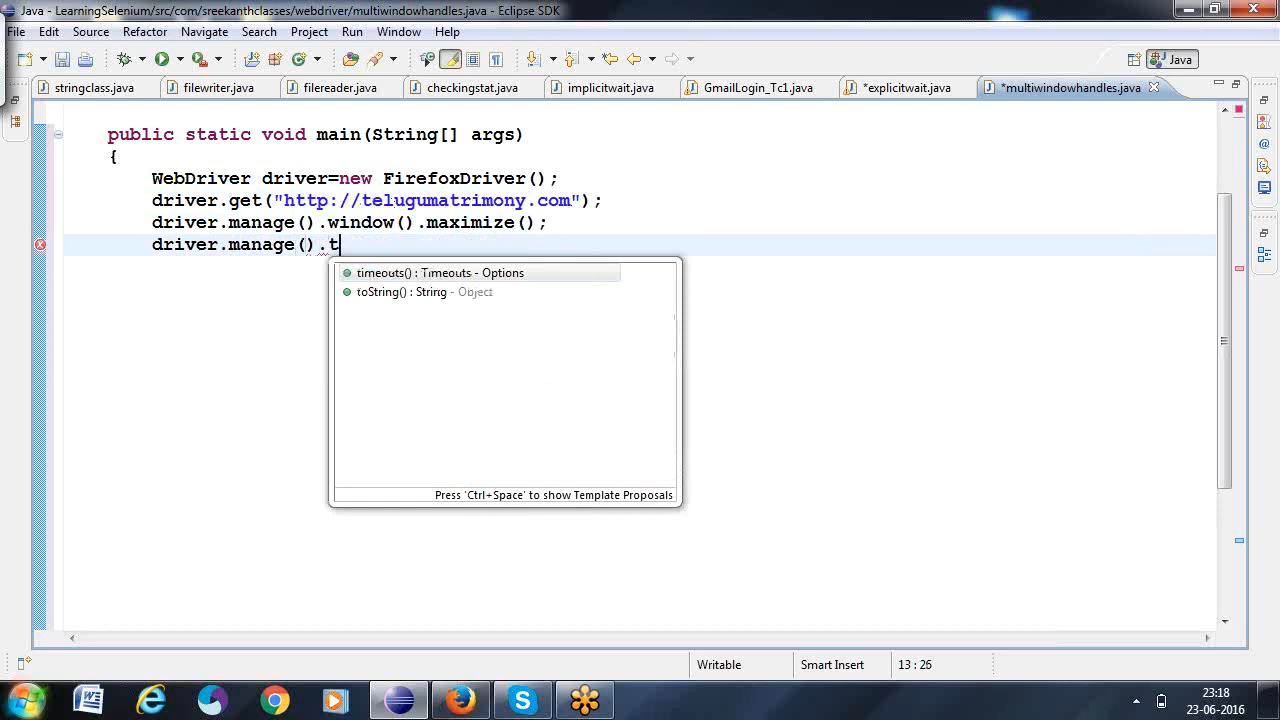 Java - LearningSelenium/src/com/sreekanthclasses/webdriver/multiwindowhandles.java - Eclipse SDK
File Edit Source Refactor Navigate Search Project Run Window Help
Java
stringclass.java filewriter.java filereader.java checkingstat.java implicitwait.java GmailLogin_Tc1.java *explicitwait.java *multiwindowhandles.java
public static void main(String[] args)
{
WebDriver driver=new FirefoxDriver();
driver.get("http://telugumatrimony.com");
driver.manage().window().maximize();
driver.manage().t
timeouts() : Timeouts - Options
toString() : String - Object
Press 'Ctrl+Space' to show Template Proposals
Writable Smart Insert 13 : 26
23:18
23-06-2016